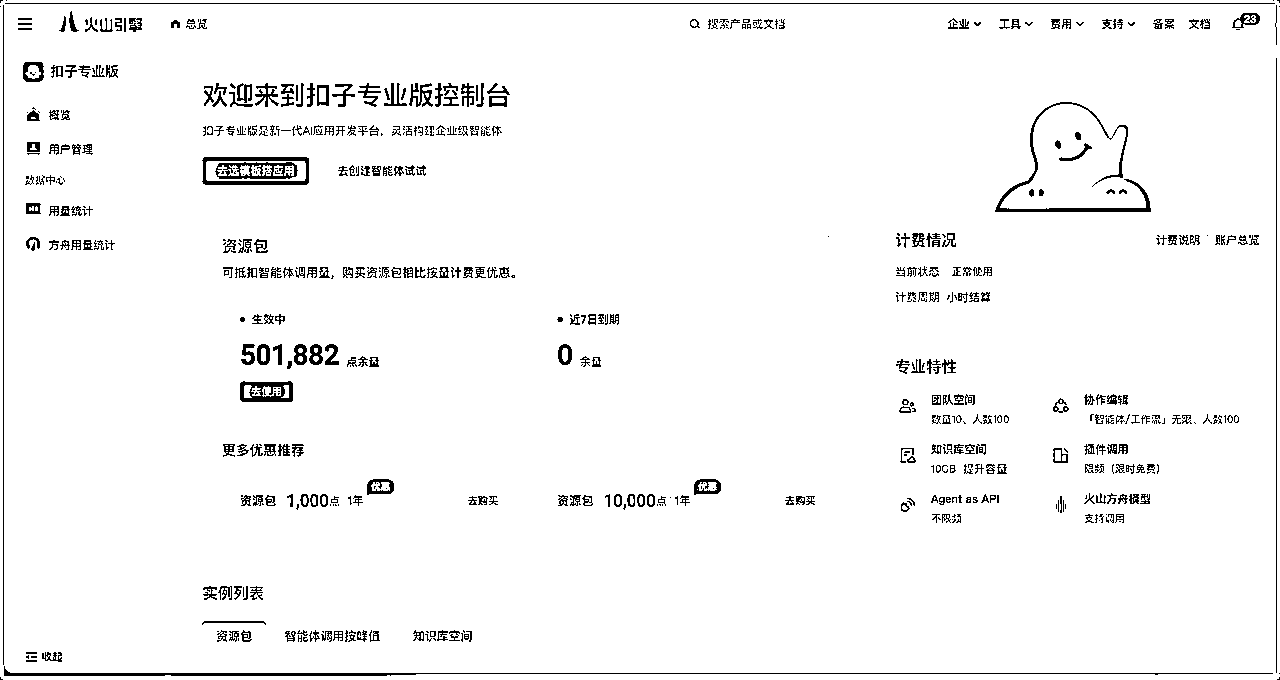 火山引擎 总览 搜索产品或文档 企业 工具 费用 支持 备案 文档 23
扣子专业版
概览
用户管理
数据中心
用量统计
方舟用量统计
收起
欢迎来到扣子专业版控制台
扣子专业版是新一代AI应用开发平台，灵活构建企业级智能体
去选模板搭应用 去创建智能体试试
资源包
可抵扣智能体调用量，购买资源包相比按量计费更优惠。
生效中 近7日到期
501,882 点余量 0 余量
去使用
更多优惠推荐
资源包 1,000点 1年 优惠 去购买 资源包 10,000点 1年 优惠 去购买
实例列表
资源包 智能体调用按峰值 知识库空间
计费情况 计费说明 账户总览
当前状态 正常使用
计费周期 小时结算
专业特性
团队空间 协作编辑
数量10、人数100 「智能体/工作流」无限、人数100
知识库空间 插件调用
10GB 提升容量 限频（限时免费）
Agent as API 火山方舟模型
不限频 支持调用